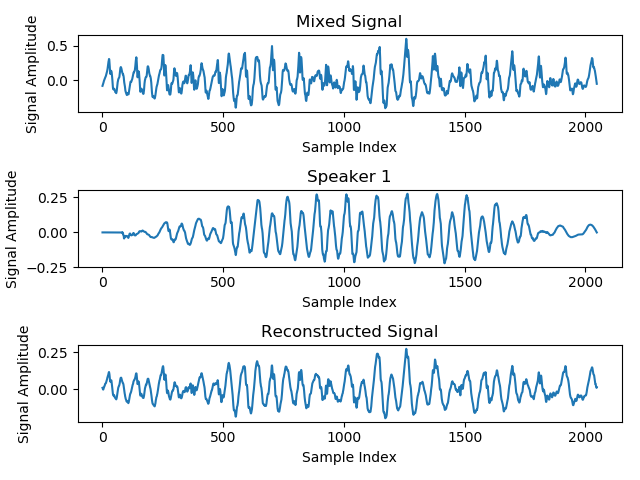 Mixed Signal
Signal Amplitude
0.5
0.0
0 500 1000 1500 2000
Sample Index
Speaker 1
Signal Amplitude
0.25
0.00
−0.25
0 500 1000 1500 2000
Sample Index
Reconstructed Signal
Signal Amplitude
0.25
0.00
0 500 1000 1500 2000
Sample Index